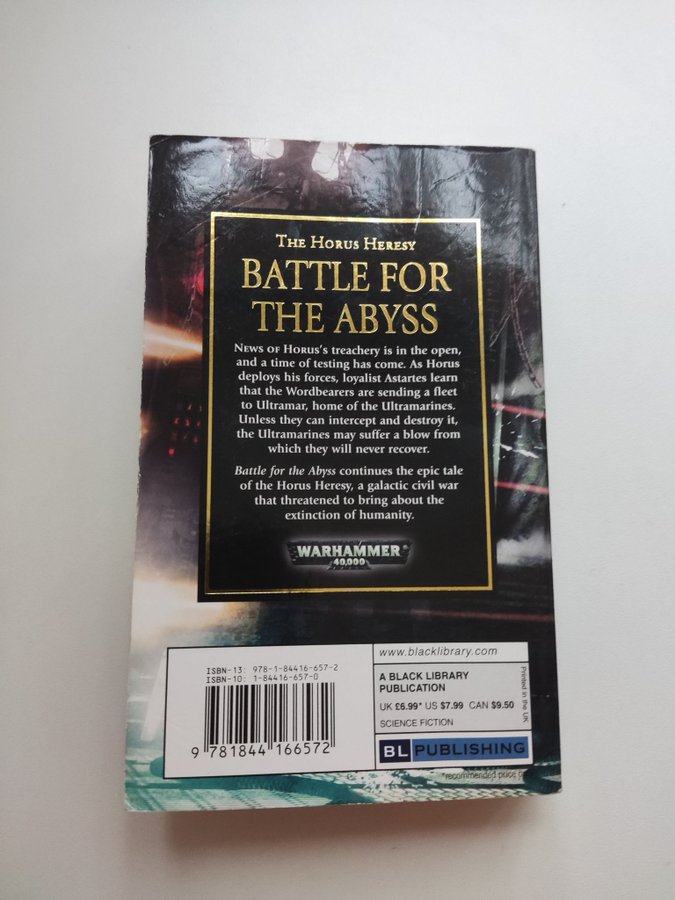 THE HORUS HERESY
BATTLE FOR
THE ABYSS
NEWS OF HORUS'S treachery is in the open,
and a time of testing has come. As Horus
deploys his forces, loyalist Astartes learn
that the Wordbearers are sending a fleet
to Ultramar, home of the Ultramarines.
Unless they can intercept and destroy it,
the Ultramarines may suffer a blow from
which they will never recover.
Battle for the Abyss continues the epic tale
of the Horus Heresy, a galactic civil war
that threatened to bring about the
extinction of humanity.
WARHAMMER
40,000
ISBN-13: 978-1-84416-657-2
ISBN-10: 1-84416-657-0
9 781844 166572
www.blacklibrary.com
A BLACK LIBRARY
PUBLICATION
UK £6.99* US $7.99 CAN $9.50
SCIENCE FICTION
Printed in the UK
BL PUBLISHING
*recommended price